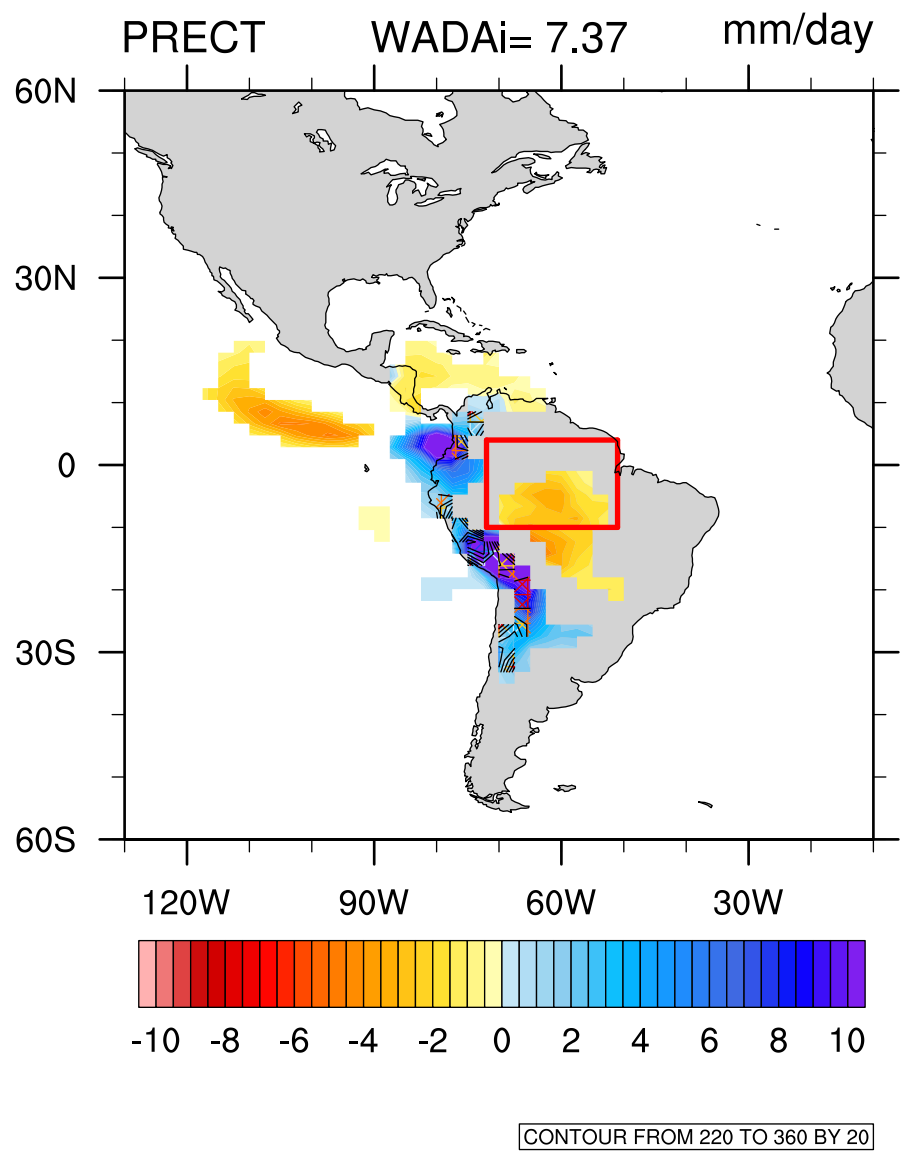 PRECT WADAi= 7.37 mm/day
60N
30N
0
30S
60S
120W 90W 60W 30W
-10 -8 -6 -4 -2 0 2 4 6 8 10
CONTOUR FROM 220 TO 360 BY 20